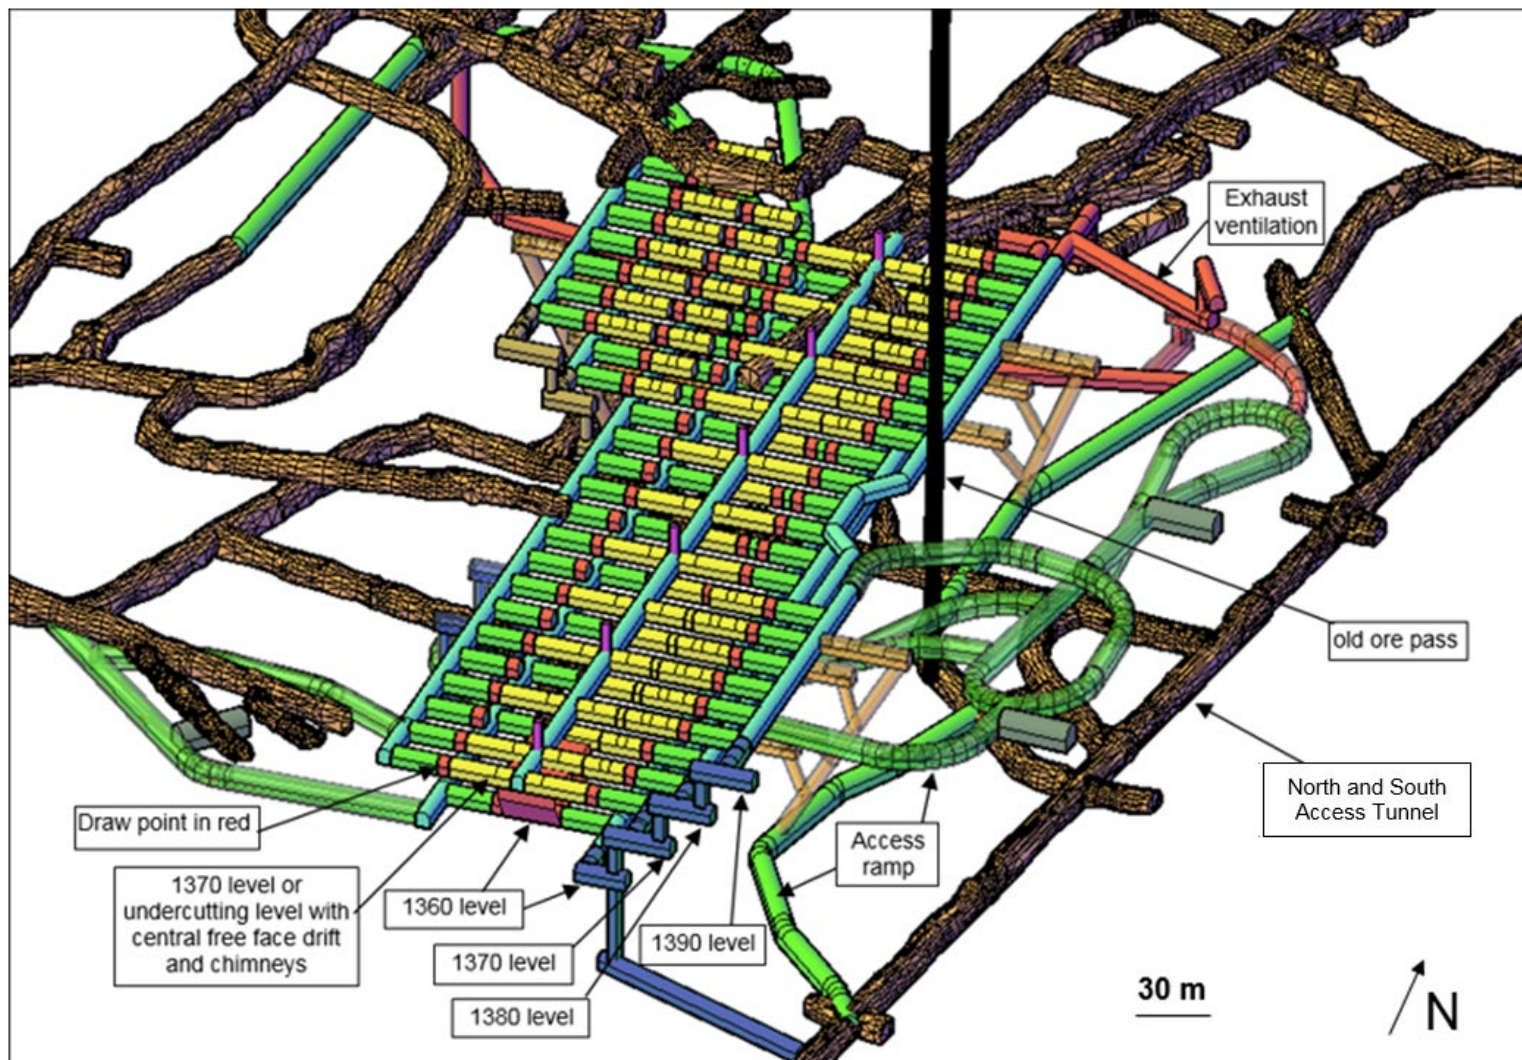 Exhaust
ventilation
old ore pass
North and South
Access Tunnel
Draw point in red
Access
ramp
1370 level or
undercutting level with
central free face drift
and chimneys
1360 level
1370 level
1390 level
1380 level
30 m
N